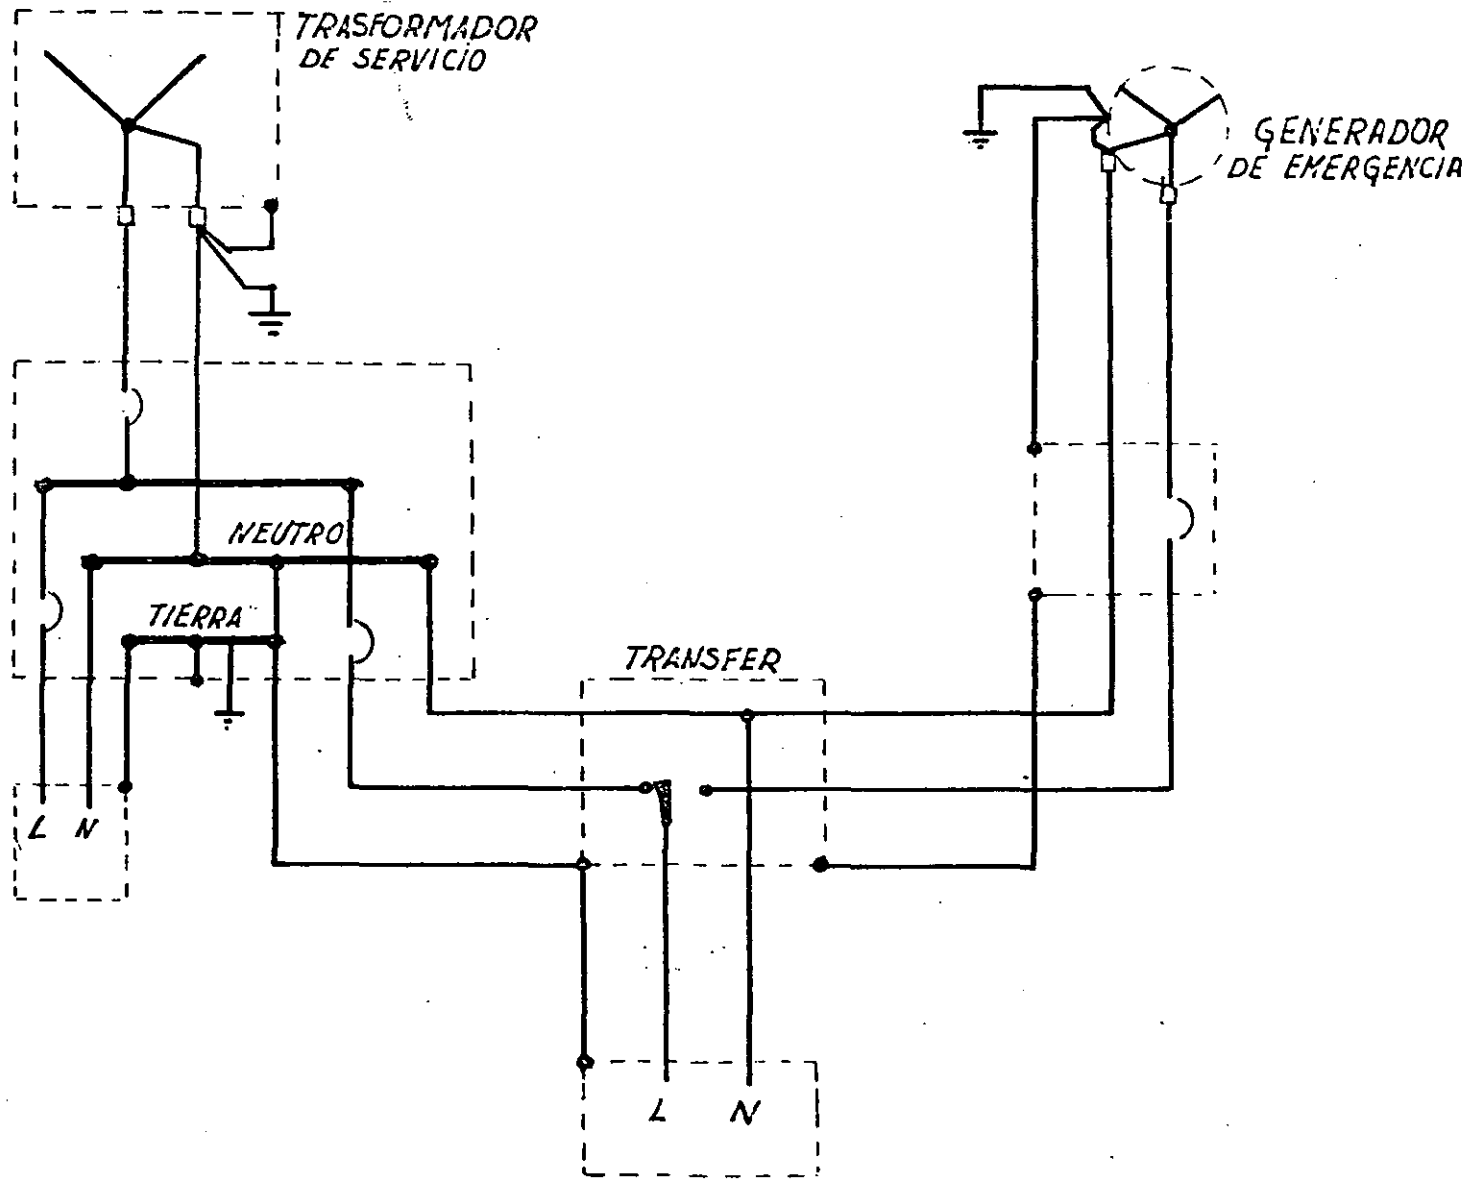 TRASFORMADOR
DE SERVICIO
GENERADOR
DE EMERGENCIA
NEUTRO
TIERRA
TRANSFER
L N
L N